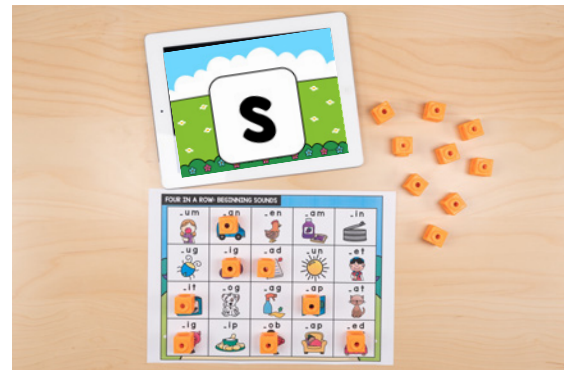 s
FOUR IN A ROW: BEGINNING SOUNDS
_um _an _en _am _in
_ug _ig _ad _un _et
_it _og _ag _ap _at
_ig _ip _ob _ap _ed